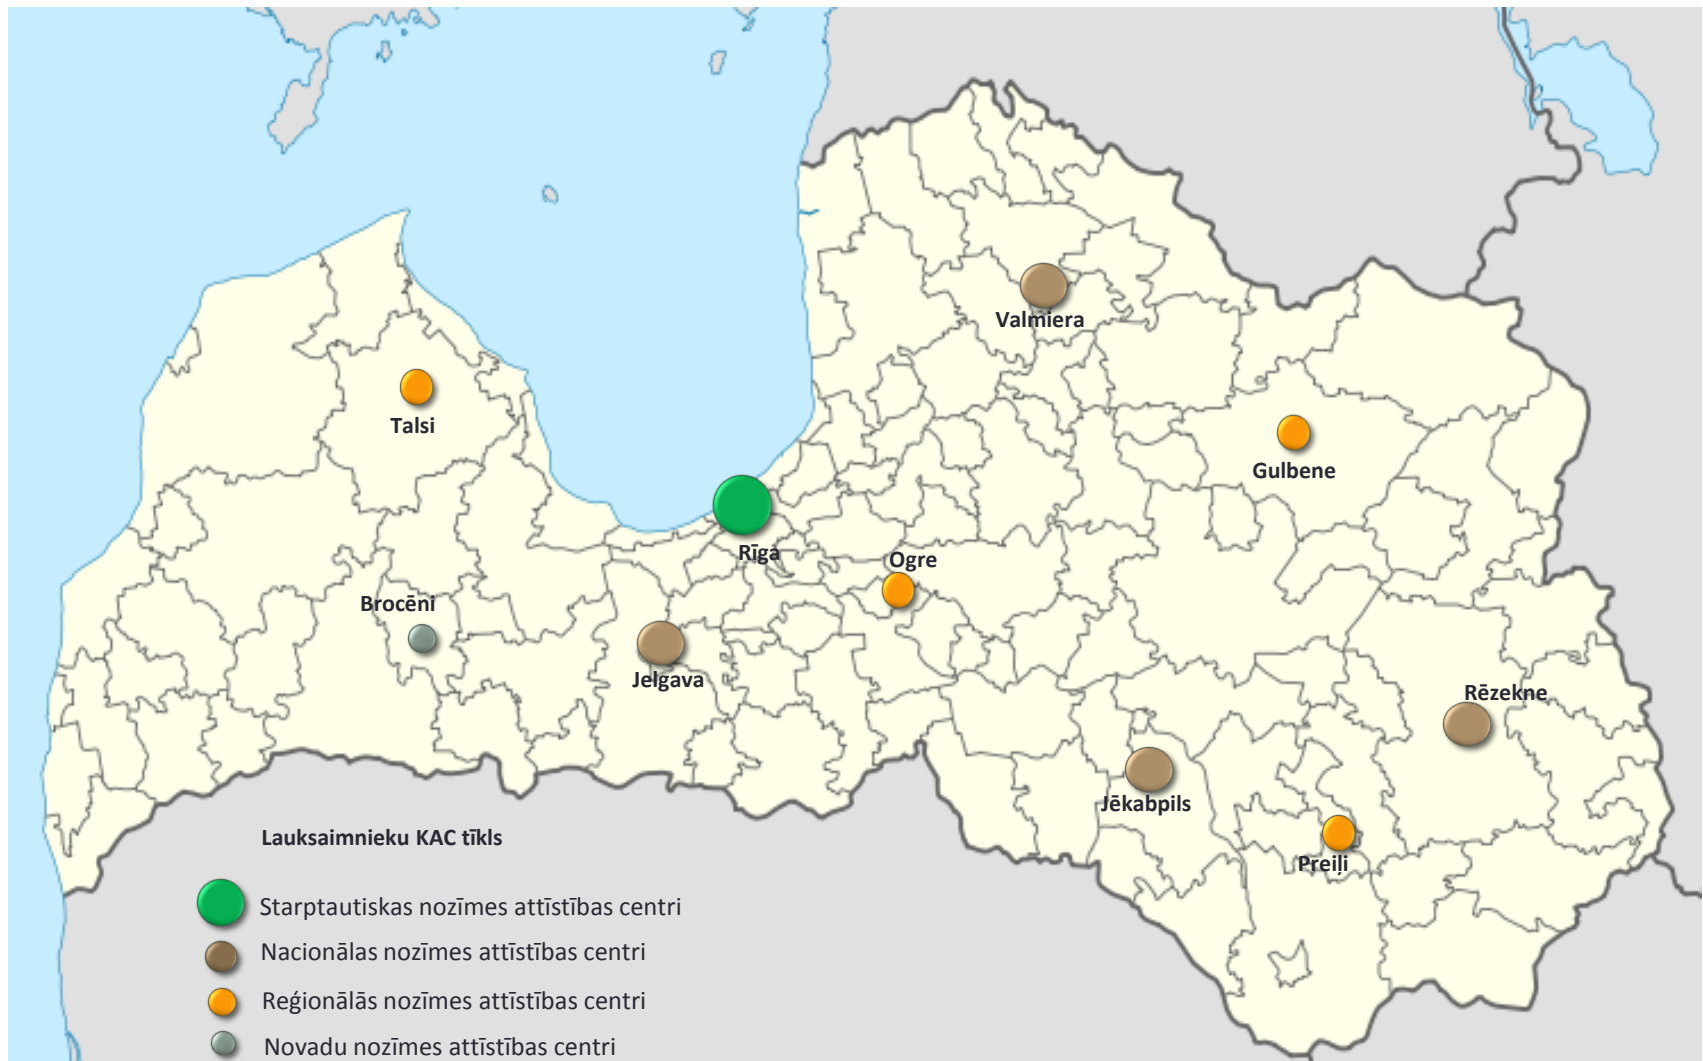 Valmiera
Talsi
Gulbene
Rīga
Ogre
Brocēni
Jelgava
Rēzekne
Jēkabpils
Preiļi
Lauksaimnieku KAC tīkls
Starptautiskas nozīmes attīstības centri
Nacionālas nozīmes attīstības centri
Reģionālās nozīmes attīstības centri
Novadu nozīmes attīstības centri